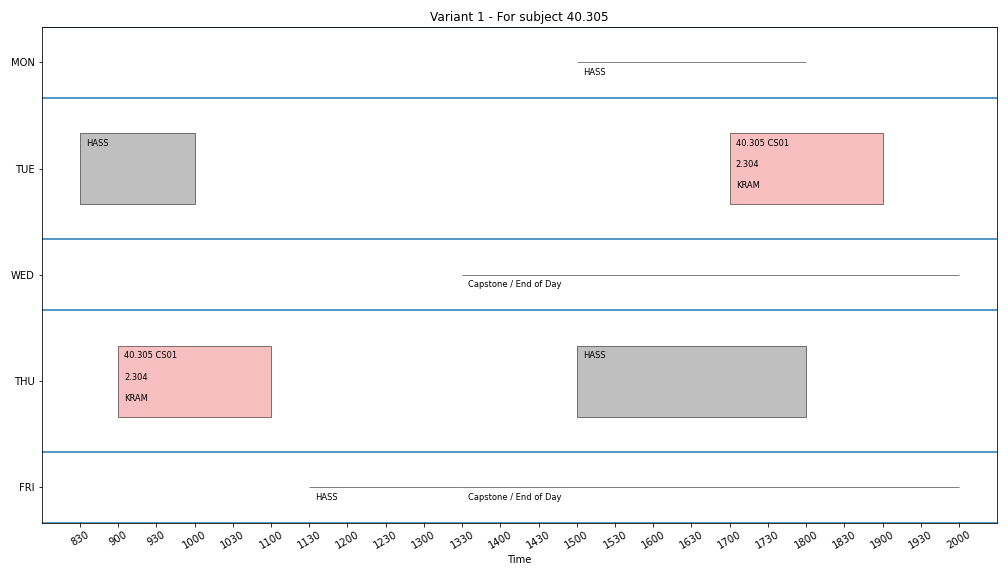 Variant 1 - For subject 40.305
MON
HASS
TUE
HASS
40.305 CS01
2.304
KRAM
WED
Capstone / End of Day
THU
40.305 CS01
2.304
KRAM
HASS
FRI
HASS
Capstone / End of Day
830 900 930 1000 1030 1100 1130 1200 1230 1300 1330 1400 1430 1500 1530 1600 1630 1700 1730 1800 1830 1900 1930 2000
Time